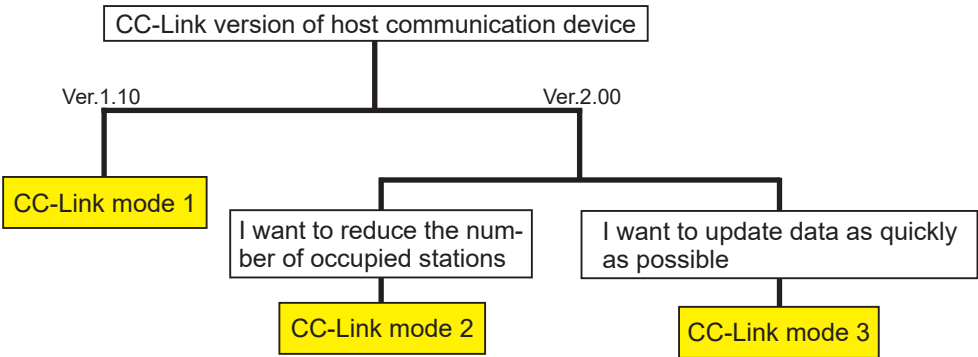 CC-Link version of host communication device
Ver.1.10
Ver.2.00
CC-Link mode 1
I want to reduce the num-
ber of occupied stations
I want to update data as quickly
as possible
CC-Link mode 2
CC-Link mode 3